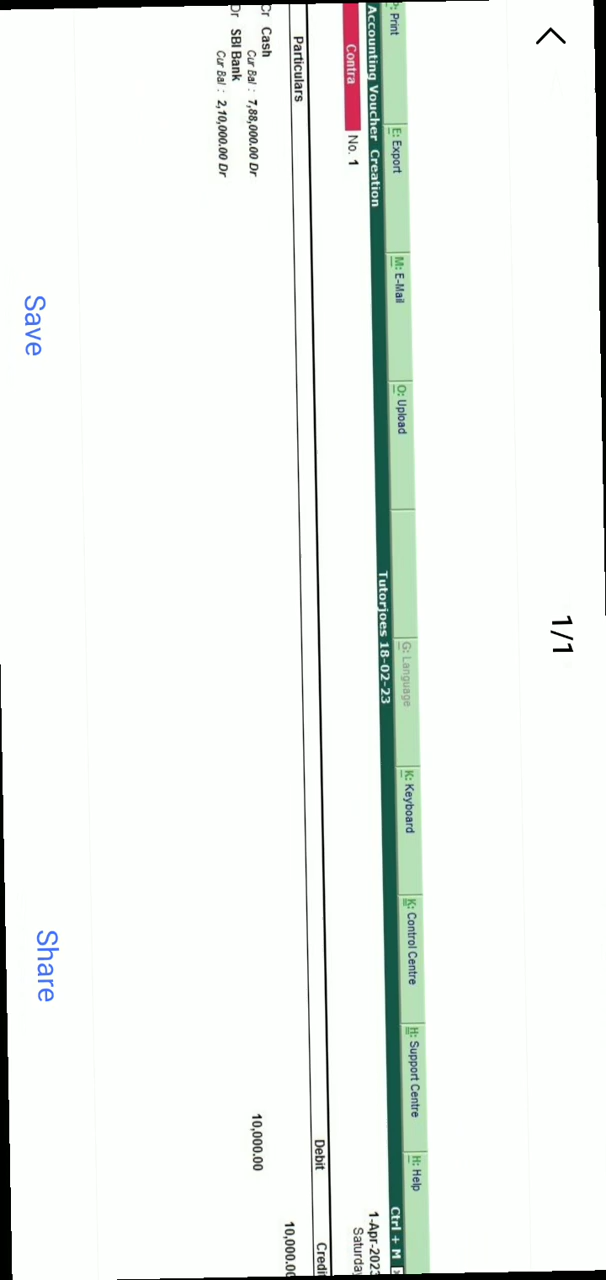 1/1
P: Print E: Export M: E-Mail O: Upload G: Language K: Keyboard K: Control Centre H: Support Centre H: Help
Accounting Voucher Creation Tutorjoes 18-02-23 Ctrl + M
Contra No. 1 1-Apr-2023
Saturday
Particulars Debit Credit
Cr Cash 10,000.00
Cur Bal : 7,88,000.00 Dr
Dr SBI Bank 10,000.00
Cur Bal : 2,10,000.00 Dr
Save Share